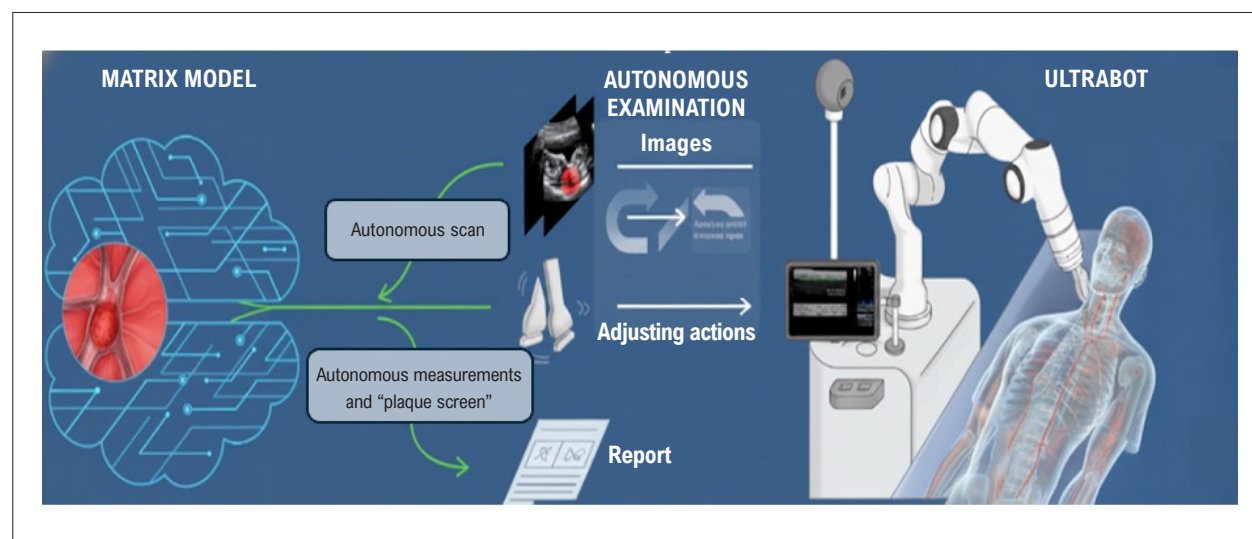 MATRIX MODEL
AUTONOMOUS
EXAMINATION
ULTRABOT
Images
Autonomous scan
Adjusting actions
Autonomous measurements
and “plaque screen”
Report